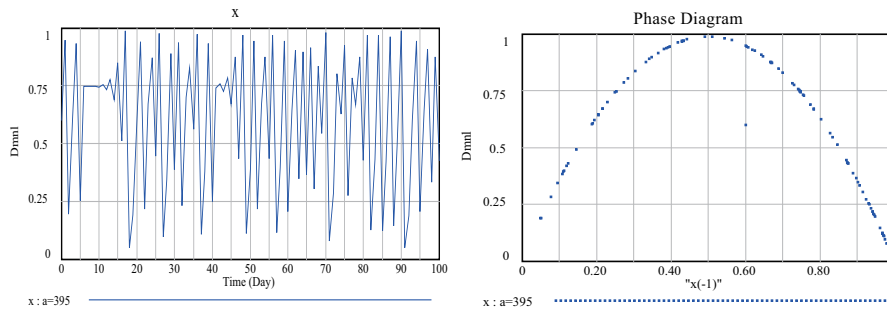 x
1
0.75
0.5
0.25
0
Dmnl
0 10 20 30 40 50 60 70 80 90 100
Time (Day)
x : a=395
Phase Diagram
1
0.75
0.5
0.25
0
Dmnl
0 0.20 0.40 0.60 0.80
"x(-1)"
x : a=395